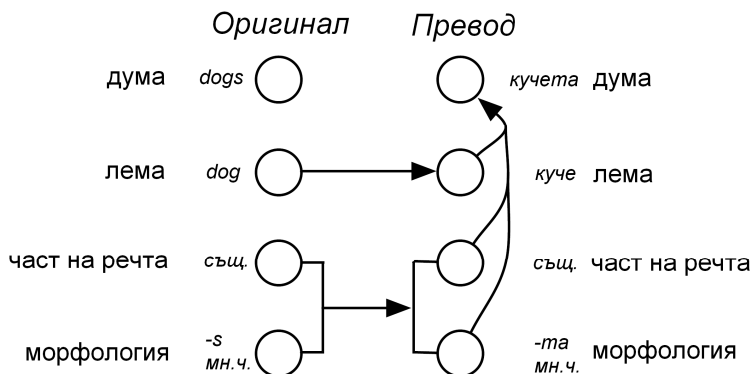 Оригинал Превод
дума dogs кучета дума
лема dog куче лема
част на речта същ. същ. част на речта
морфология -s мн.ч. -та мн.ч. морфология